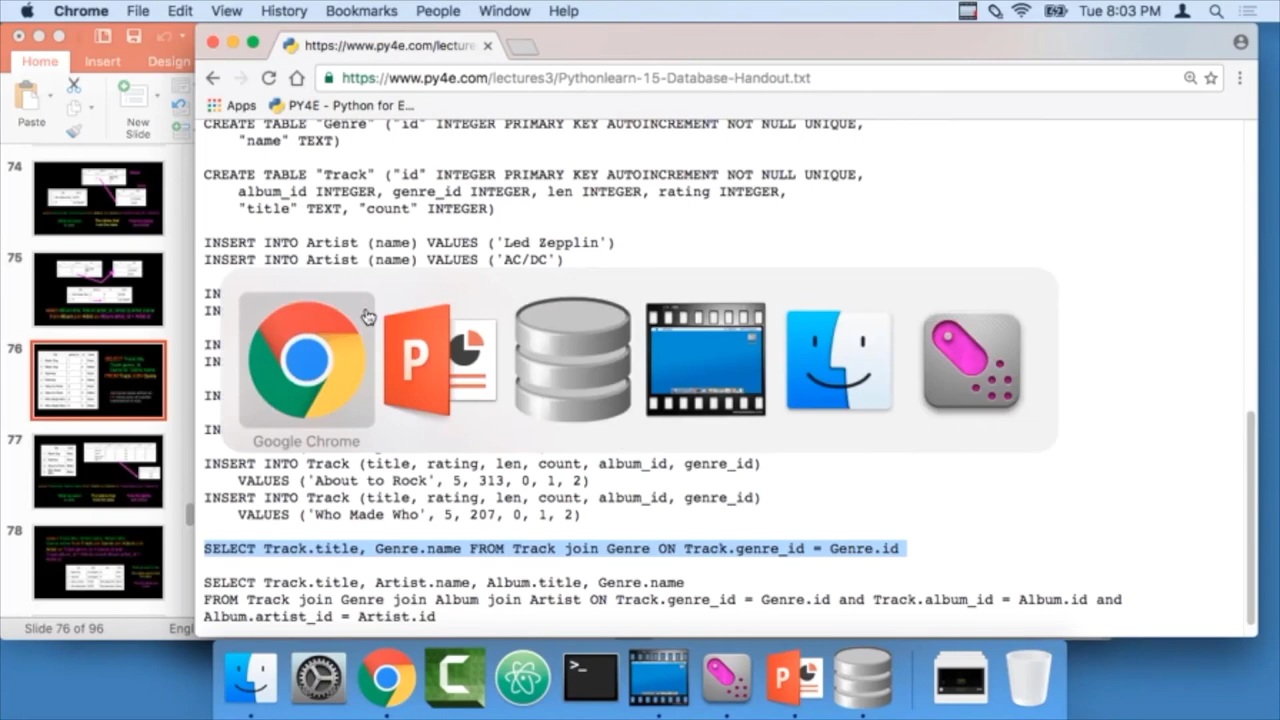 Chrome File Edit View History Bookmarks People Window Help Tue 8:03 PM
https://www.py4e.com/lecture
Home Insert Design
https://www.py4e.com/lectures3/Pythonlearn-15-Database-Handout.txt
Apps PY4E - Python for E...
Paste
New
Slide
CREATE TABLE "Genre" ("id" INTEGER PRIMARY KEY AUTOINCREMENT NOT NULL UNIQUE,
"name" TEXT)
CREATE TABLE "Track" ("id" INTEGER PRIMARY KEY AUTOINCREMENT NOT NULL UNIQUE,
album_id INTEGER, genre_id INTEGER, len INTEGER, rating INTEGER,
"title" TEXT, "count" INTEGER)
INSERT INTO Artist (name) VALUES ('Led Zepplin')
INSERT INTO Artist (name) VALUES ('AC/DC')
IN
IN
IN
IN
IN
IN
P
Google Chrome
INSERT INTO Track (title, rating, len, count, album_id, genre_id)
VALUES ('About to Rock', 5, 313, 0, 1, 2)
INSERT INTO Track (title, rating, len, count, album_id, genre_id)
VALUES ('Who Made Who', 5, 207, 0, 1, 2)
SELECT Track.title, Genre.name FROM Track join Genre ON Track.genre_id = Genre.id
SELECT Track.title, Artist.name, Album.title, Genre.name
FROM Track join Genre join Album join Artist ON Track.genre_id = Genre.id and Track.album_id = Album.id and
Album.artist_id = Artist.id
74
75
76
77
78
Slide 76 of 96 Engl